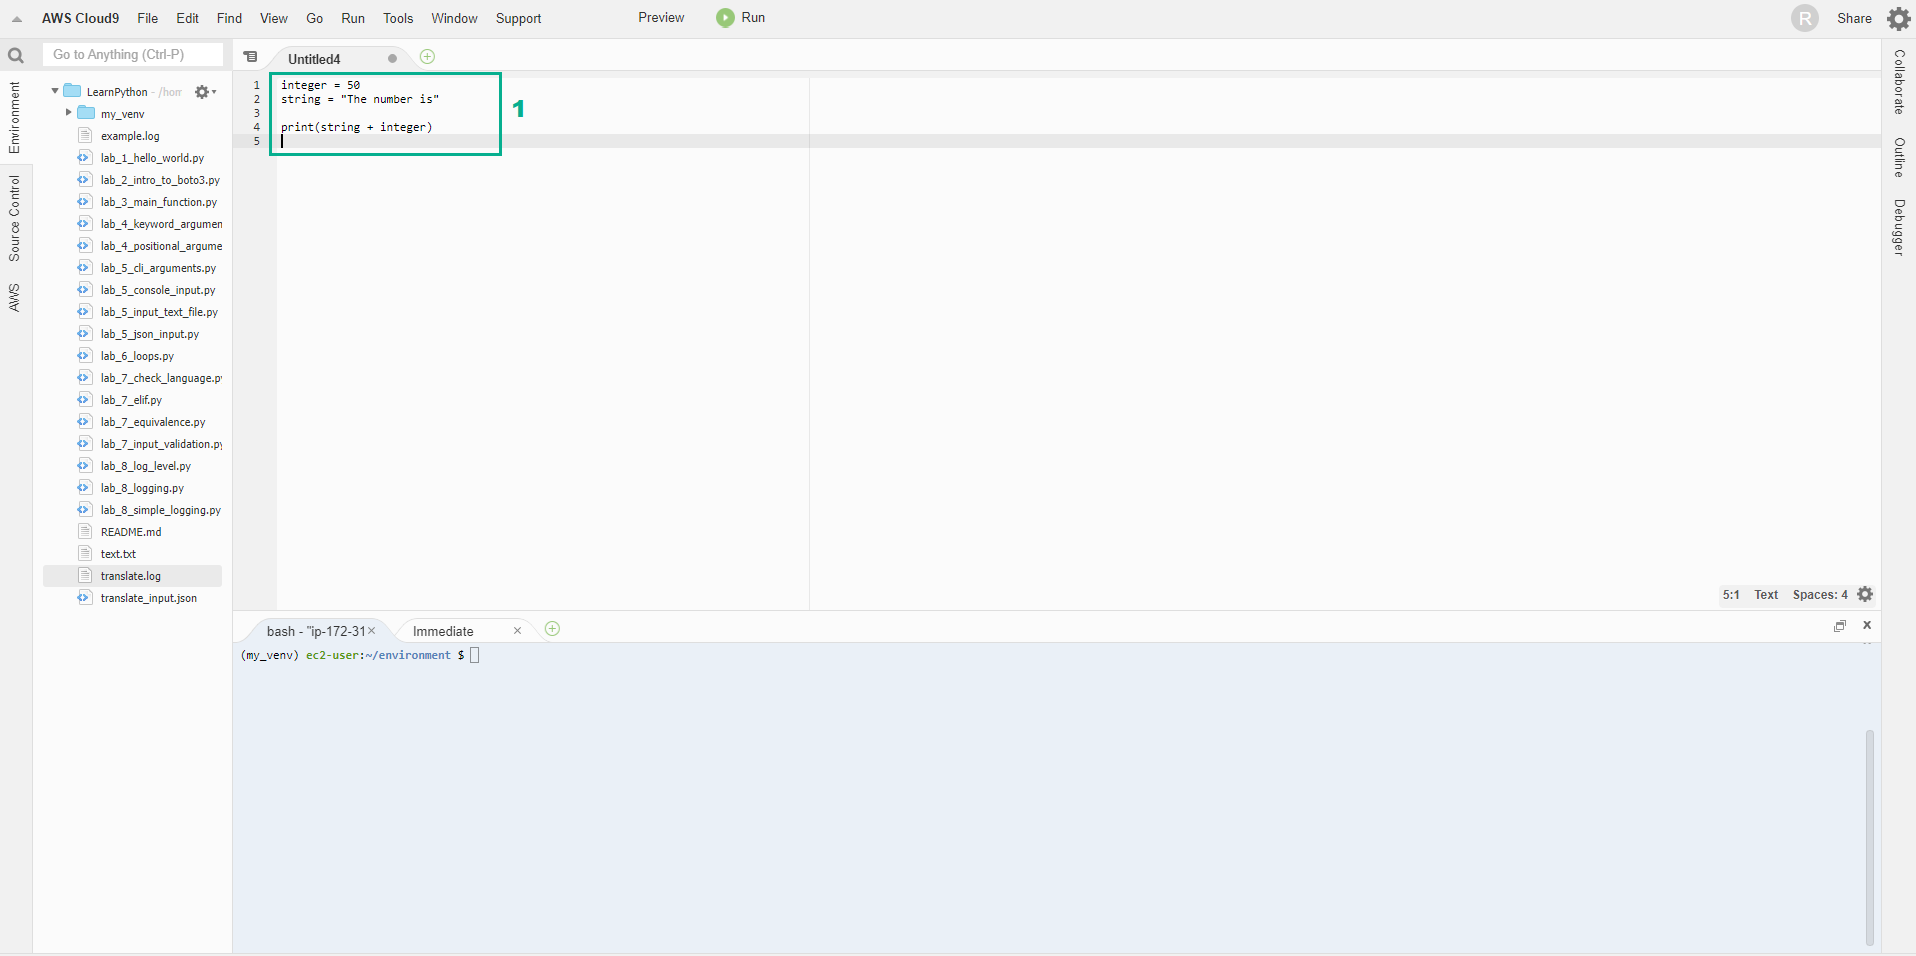 AWS Cloud9 File Edit Find View Go Run Tools Window Support Preview Run R Share
Go to Anything (Ctrl-P)
Environment
Source Control
AWS
LearnPython - /hom
my_venv
example.log
lab_1_hello_world.py
lab_2_intro_to_boto3.py
lab_3_main_function.py
lab_4_keyword_argumen
lab_4_positional_argume
lab_5_cli_arguments.py
lab_5_console_input.py
lab_5_input_text_file.py
lab_5_json_input.py
lab_6_loops.py
lab_7_check_language.py
lab_7_elif.py
lab_7_equivalence.py
lab_7_input_validation.py
lab_8_log_level.py
lab_8_logging.py
lab_8_simple_logging.py
README.md
text.txt
translate.log
translate_input.json
Untitled4
1 integer = 50
2 string = "The number is"
3
4 print(string + integer)
5
1
5:1 Text Spaces: 4
bash - "ip-172-31 Immediate
(my_venv) ec2-user:~/environment $
Collaborate
Outline
Debugger